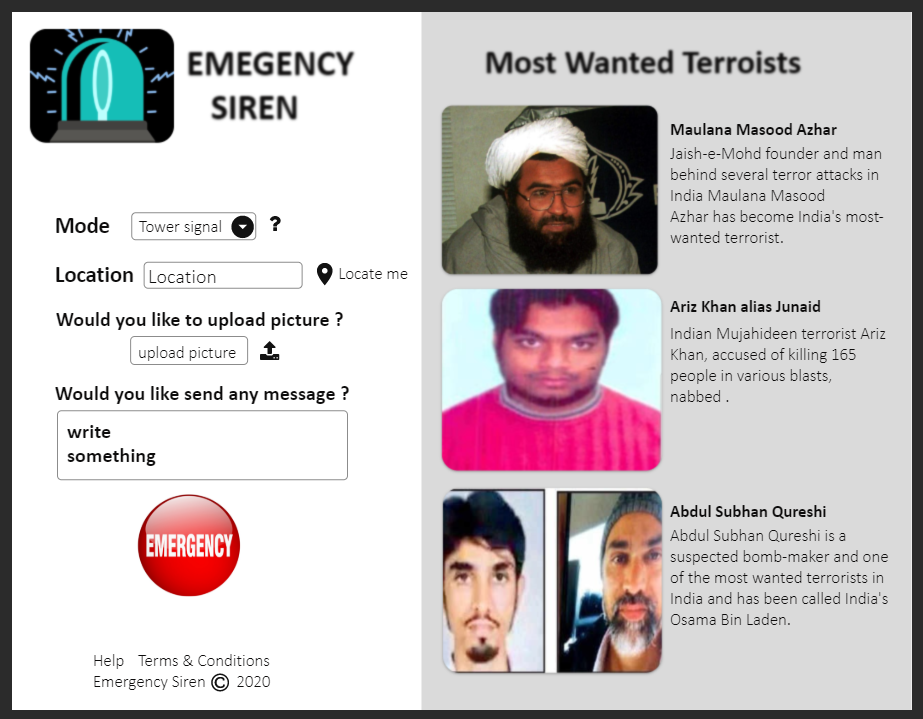 EMEGENCY
SIREN
Mode
Tower signal
?
Location
Location
Locate me
Would you like to upload picture ?
upload picture
Would you like send any message ?
write
something
EMERGENCY
Help Terms & Conditions
Emergency Siren © 2020
Most Wanted Terroists
Maulana Masood Azhar
Jaish-e-Mohd founder and man
behind several terror attacks in
India Maulana Masood
Azhar has become India's most-
wanted terrorist.
Ariz Khan alias Junaid
Indian Mujahideen terrorist Ariz
Khan, accused of killing 165
people in various blasts,
nabbed .
Abdul Subhan Qureshi
Abdul Subhan Qureshi is a
suspected bomb-maker and one
of the most wanted terrorists in
India and has been called India's
Osama Bin Laden.